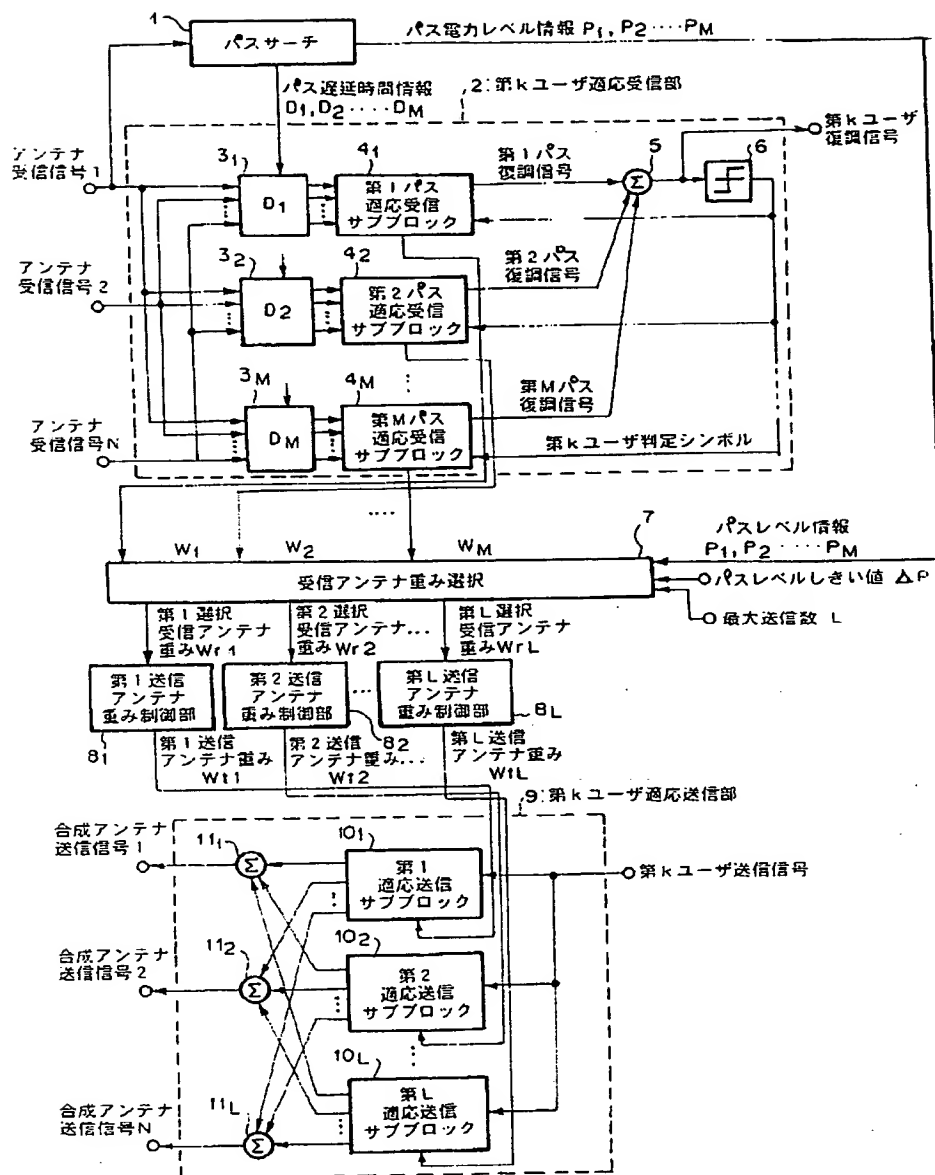 1
パスサーチ
パス電力レベル情報 P1, P2 ···· PM
パス遅延時間情報
D1, D2 ···· DM
2:第kユーザ適応受信部
第kユーザ
復調信号
アンテナ
受信信号1
31
D1
41
第1パス
適応受信
サブブロック
第1パス
復調信号
5
Σ
6
アンテナ
受信信号2
32
D2
42
第2パス
適応受信
サブブロック
第2パス
復調信号
アンテナ
受信信号N
3M
DM
4M
第Mパス
適応受信
サブブロック
第Mパス
復調信号
第kユーザ判定シンボル
W1
W2
WM
7
受信アンテナ重み選択
パスレベル情報
P1, P2 ···· PM
パスレベルしきい値 ΔP
最大送信数 L
第1選択
受信アンテナ
重みWr1
第2選択
受信アンテナ...
重みWr2
第L選択
受信アンテナ
重みWrL
第1送信
アンテナ
重み制御部
81
第2送信
アンテナ
重み制御部
82
第L送信
アンテナ
重み制御部
8L
第1送信
アンテナ重み
Wt1
第2送信
アンテナ重み...
Wt2
第L送信
アンテナ重み
WtL
9:第kユーザ適応送信部
合成アンテナ
送信信号1
111
Σ
101
第1
適応送信
サブブロック
第kユーザ送信信号
合成アンテナ
送信信号2
112
Σ
102
第2
適応送信
サブブロック
合成アンテナ
送信信号N
11L
Σ
10L
第L
適応送信
サブブロック